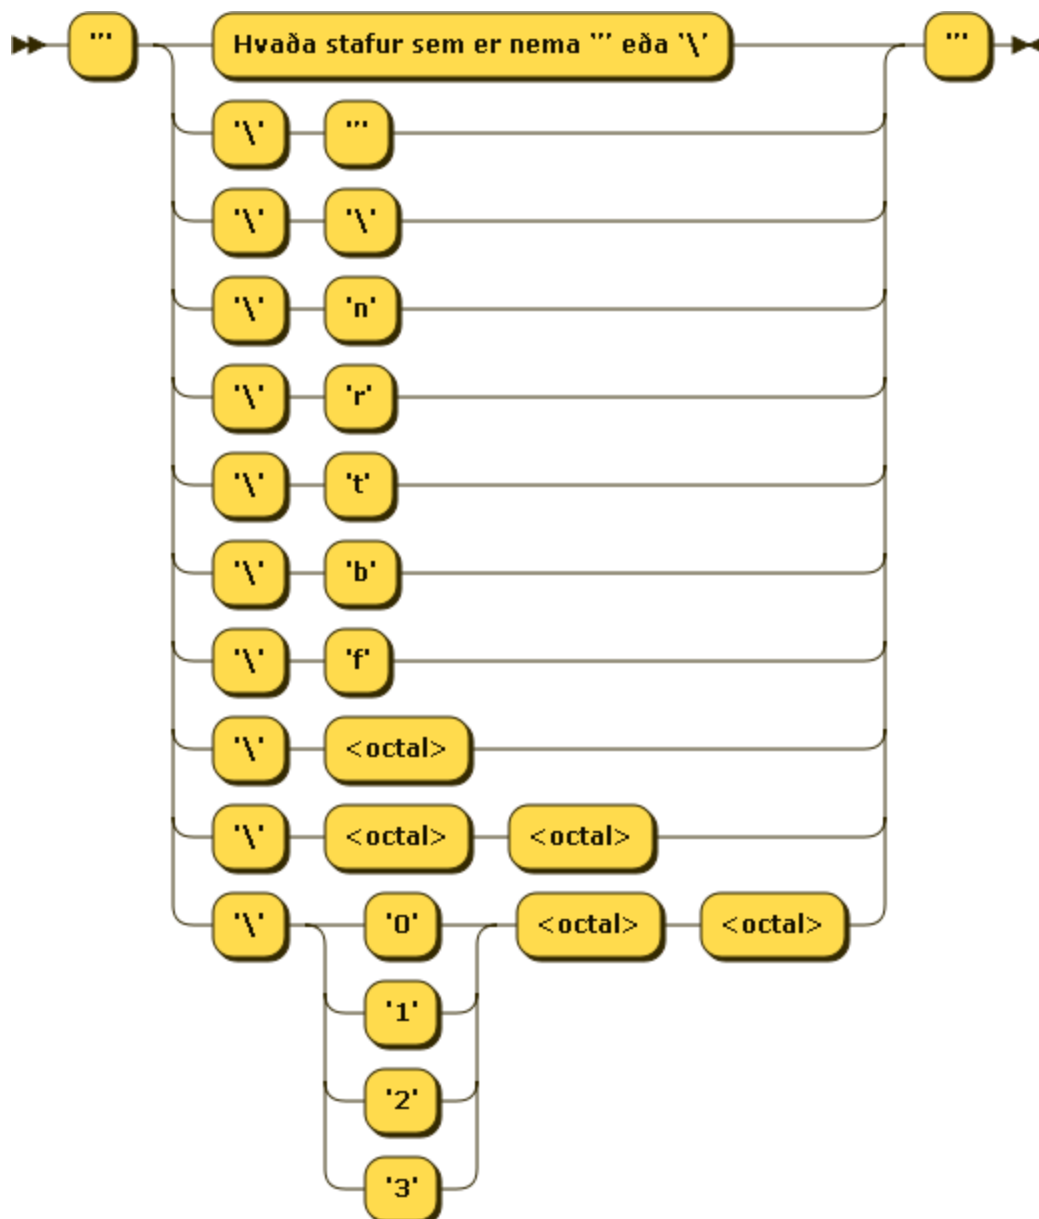 ''' Hvaða stafur sem er nema ''' eða '\' '''
'\' '''
'\' '\'
'\' 'n'
'\' 'r'
'\' 't'
'\' 'b'
'\' 'f'
'\' <octal>
'\' <octal> <octal>
'\' '0' <octal> <octal>
'1'
'2'
'3'